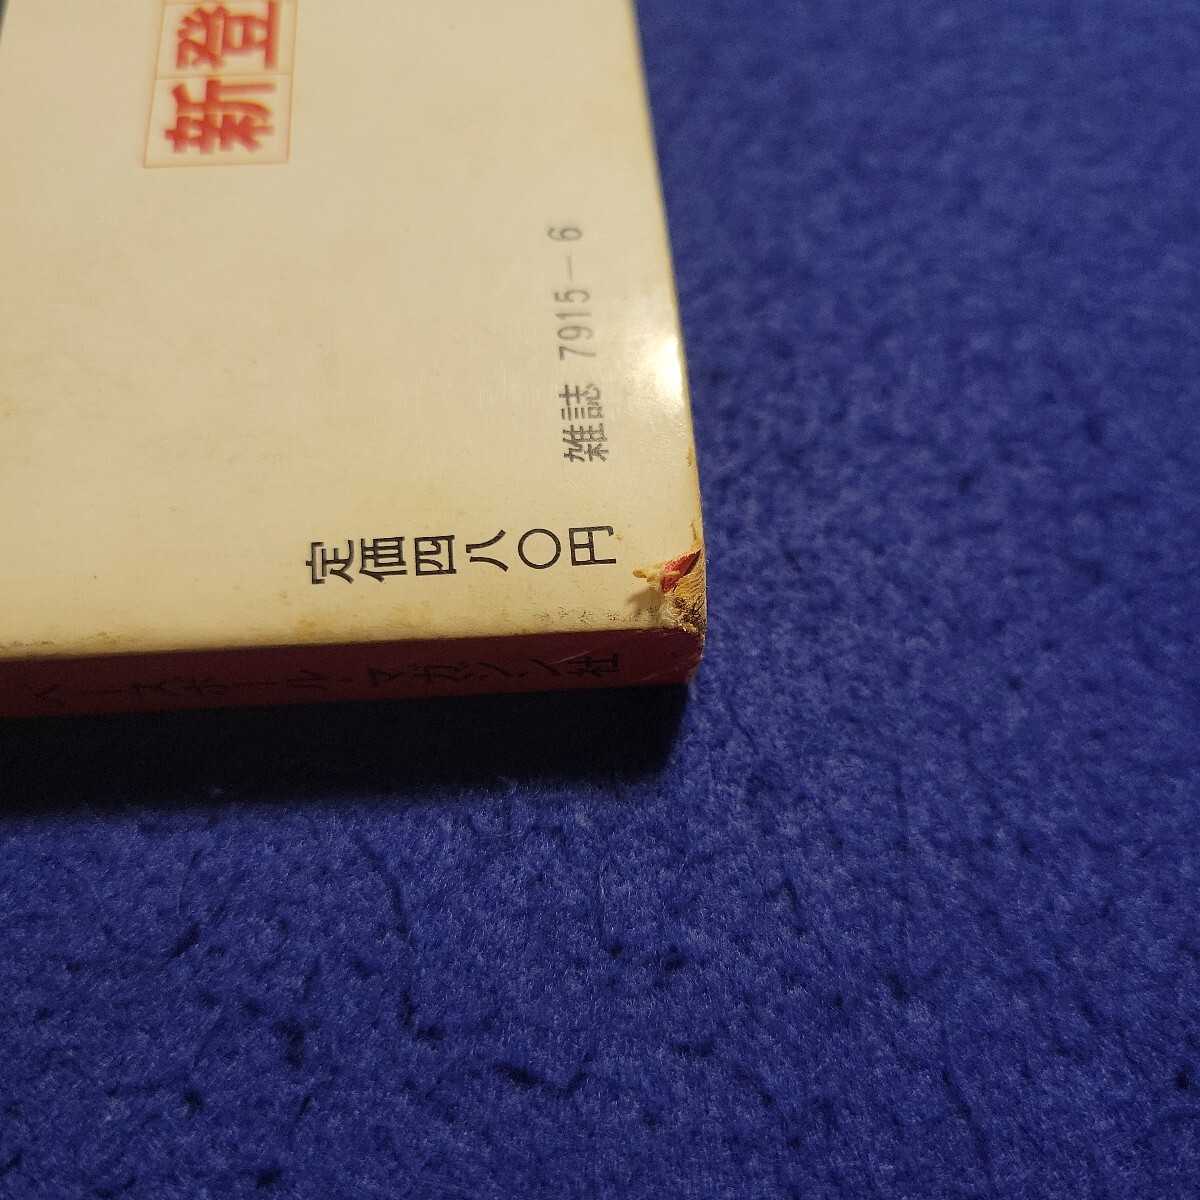 新登
雑誌 7915-6
定価四八〇円
ベースボール・マガジン社